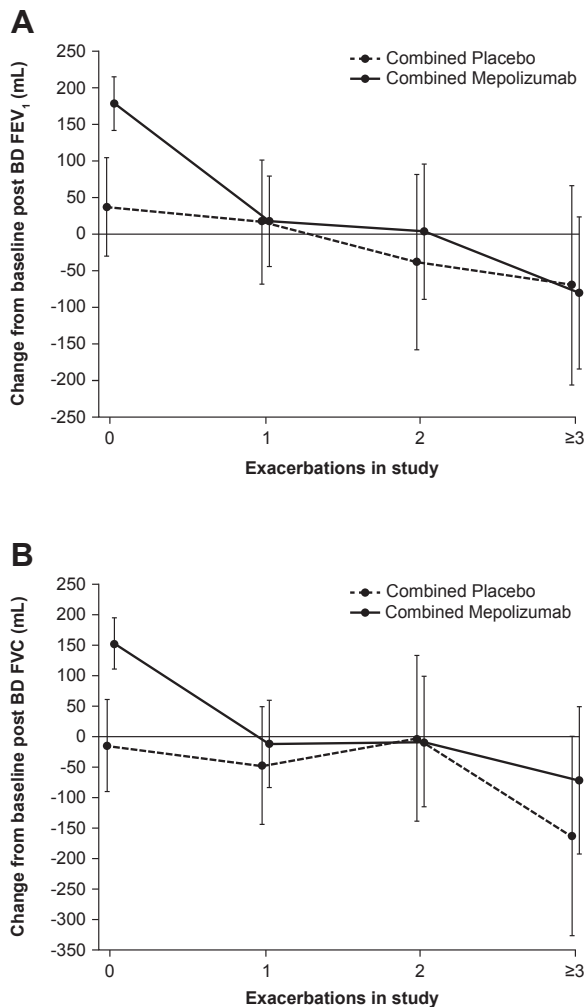 A
Change from baseline post BD FEV₁ (mL)
250
200
150
100
50
0
-50
-100
-150
-200
-250
Combined Placebo
Combined Mepolizumab
0 1 2 ≥3
Exacerbations in study
B
Change from baseline post BD FVC (mL)
250
200
150
100
50
0
-50
-100
-150
-200
-250
-300
-350
Combined Placebo
Combined Mepolizumab
0 1 2 ≥3
Exacerbations in study